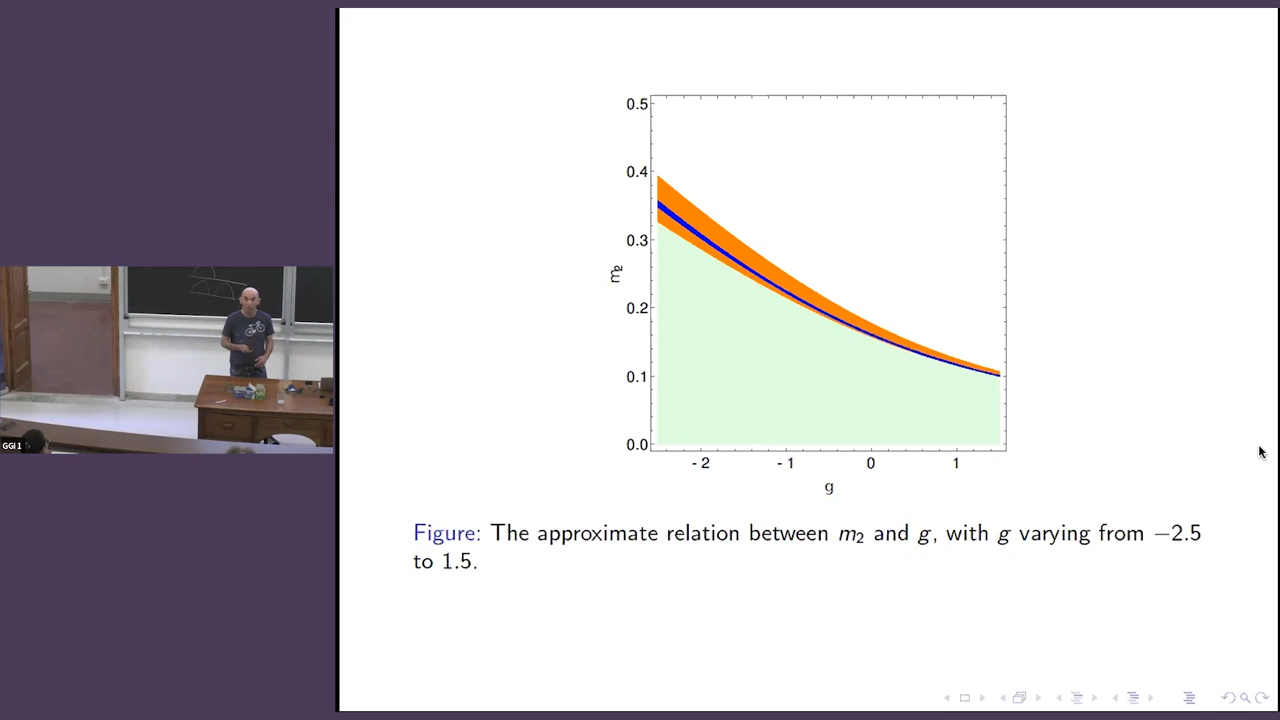 0.5
0.4
0.3
0.2
0.1
0.0
m₂
-2 -1 0 1
g
Figure: The approximate relation between m₂ and g, with g varying from −2.5
to 1.5.
GGI 1